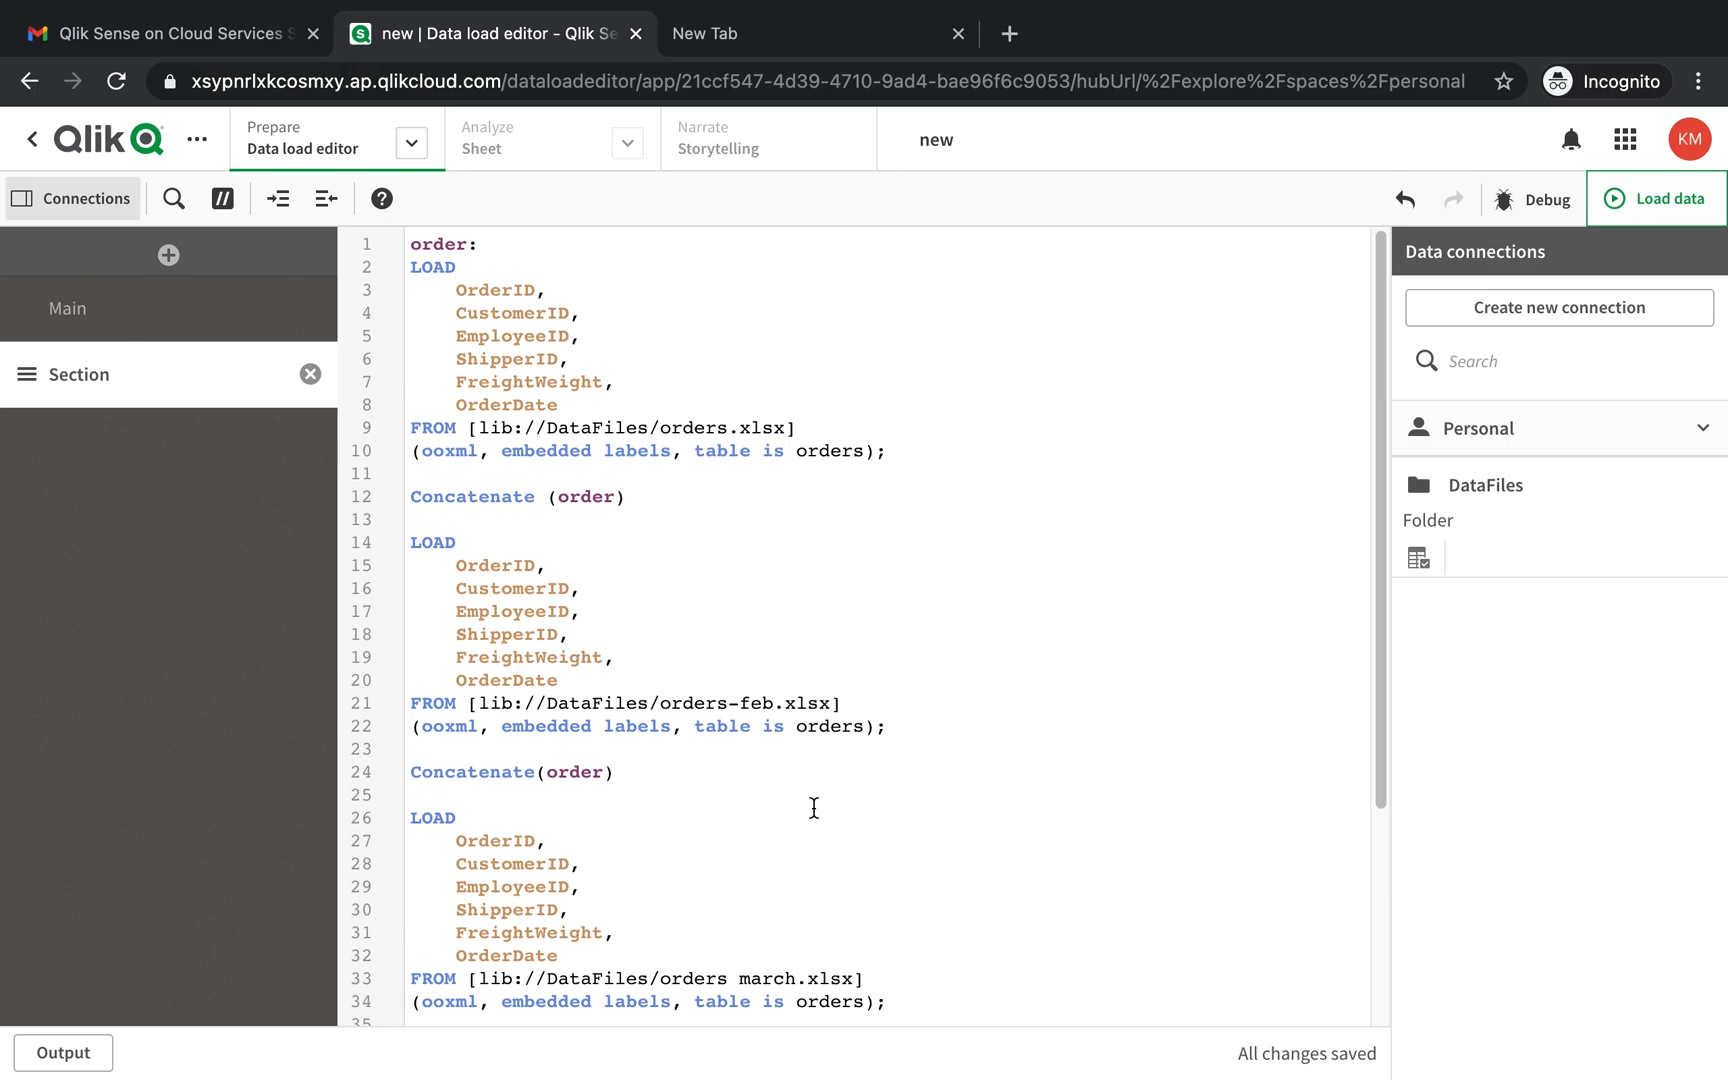 Qlik Sense on Cloud Services S
new | Data load editor - Qlik Se
New Tab
xsypnrlxkcosmxy.ap.qlikcloud.com/dataloadeditor/app/21ccf547-4d39-4710-9ad4-bae96f6c9053/hubUrl/%2Fexplore%2Fspaces%2Fpersonal
Incognito
Qlik
Prepare
Data load editor
Analyze
Sheet
Narrate
Storytelling
new
KM
Connections
//
?
Debug
Load data
Main
Section
1 order:
2 LOAD
3 OrderID,
4 CustomerID,
5 EmployeeID,
6 ShipperID,
7 FreightWeight,
8 OrderDate
9 FROM [lib://DataFiles/orders.xlsx]
10 (ooxml, embedded labels, table is orders);
11
12 Concatenate (order)
13
14 LOAD
15 OrderID,
16 CustomerID,
17 EmployeeID,
18 ShipperID,
19 FreightWeight,
20 OrderDate
21 FROM [lib://DataFiles/orders-feb.xlsx]
22 (ooxml, embedded labels, table is orders);
23
24 Concatenate(order)
25
26 LOAD
27 OrderID,
28 CustomerID,
29 EmployeeID,
30 ShipperID,
31 FreightWeight,
32 OrderDate
33 FROM [lib://DataFiles/orders march.xlsx]
34 (ooxml, embedded labels, table is orders);
35
Data connections
Create new connection
Search
Personal
DataFiles
Folder
Output
All changes saved